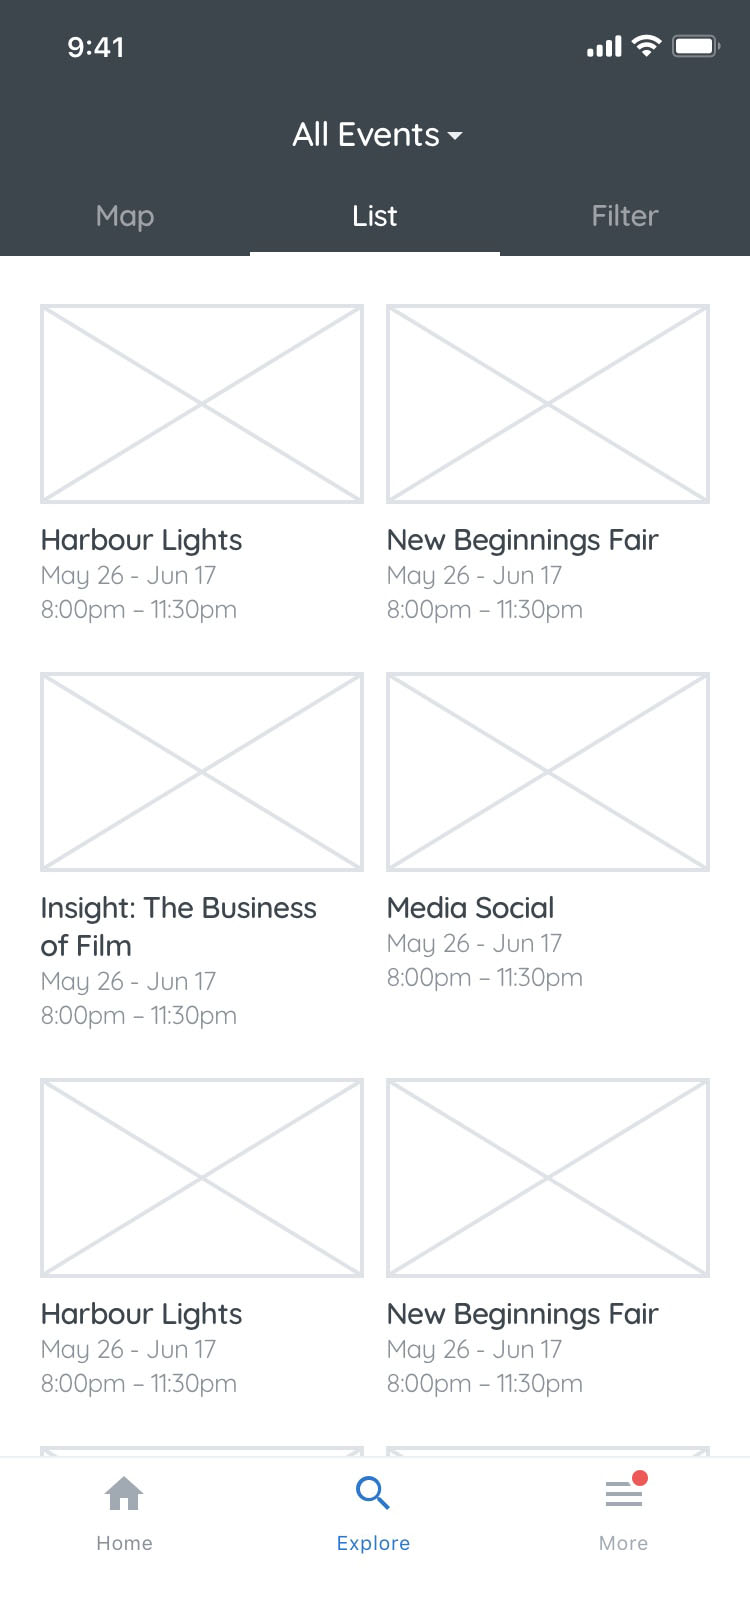 9:41
All Events
Map List Filter
Harbour Lights
May 26 - Jun 17
8:00pm – 11:30pm
New Beginnings Fair
May 26 - Jun 17
8:00pm – 11:30pm
Insight: The Business
of Film
May 26 - Jun 17
8:00pm – 11:30pm
Media Social
May 26 - Jun 17
8:00pm – 11:30pm
Harbour Lights
May 26 - Jun 17
8:00pm – 11:30pm
New Beginnings Fair
May 26 - Jun 17
8:00pm – 11:30pm
Home Explore More